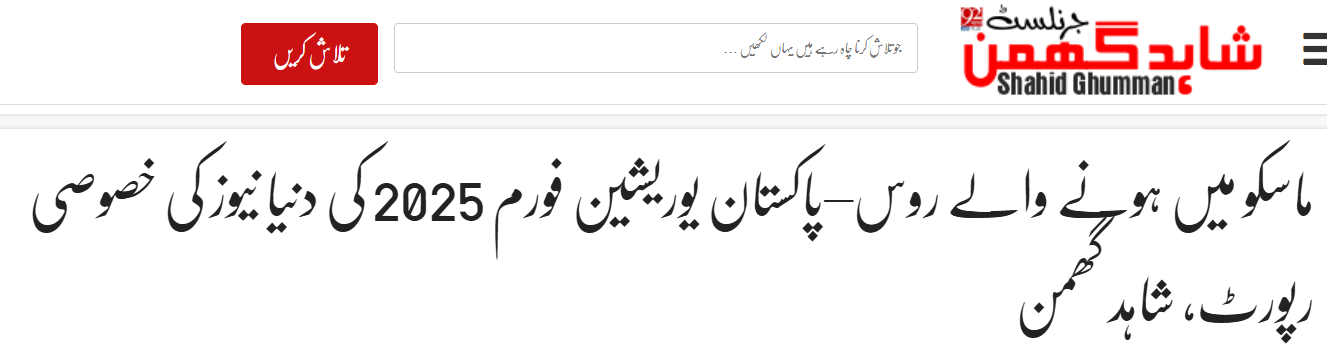 جرنلسٹ
92
شاہد گھمن
Shahid Ghumman
جو تلاش کرنا چاہ رہے ہیں یہاں لکھیں ...
تلاش کریں
ماسکو میں ہونے والے روس–پاکستان یوریشین فورم 2025 کی دنیا نیوز کی خصوصی
رپورٹ، شاہد گھمن